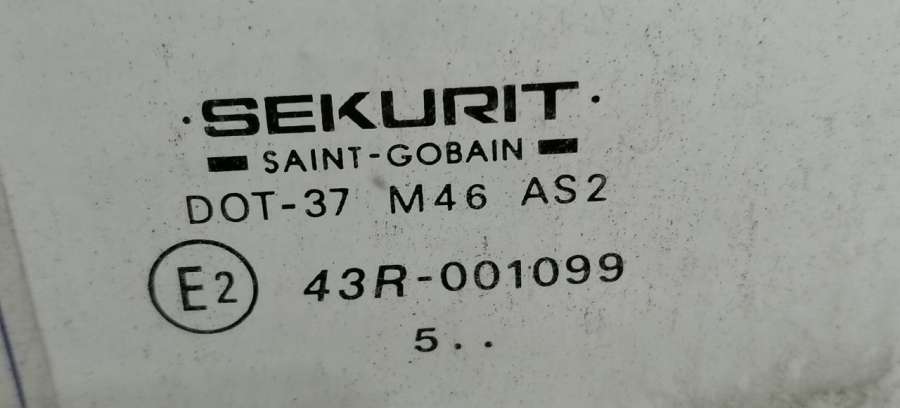 ·SEKURIT·
SAINT-GOBAIN
DOT-37 M46 AS2
E2 43R-001099
5..